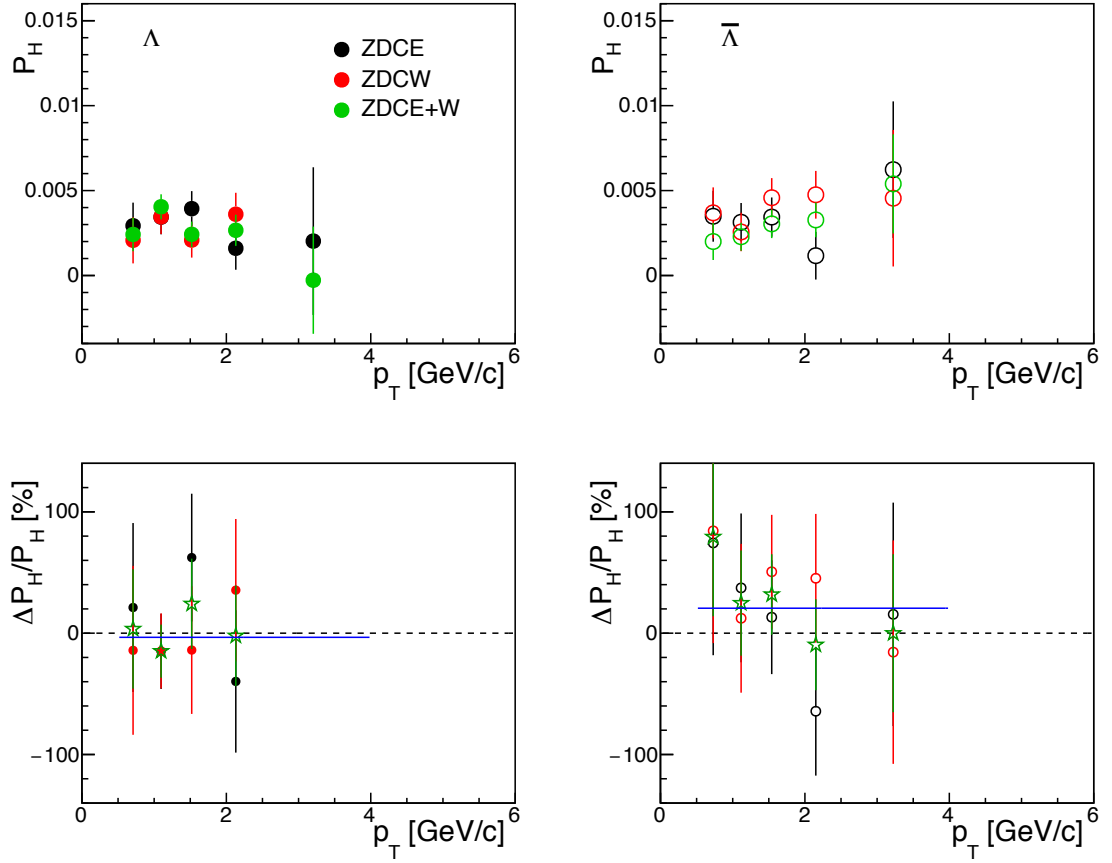 P_H
0.015
0.01
0.005
0
Λ
ZDCE
ZDCW
ZDCE+W
0 2 4 6
p_T [GeV/c]
P_H
0.015
0.01
0.005
0
Λ̅
0 2 4 6
p_T [GeV/c]
ΔP_H/P_H [%]
100
0
−100
0 2 4 6
p_T [GeV/c]
ΔP_H/P_H [%]
100
0
−100
0 2 4 6
p_T [GeV/c]